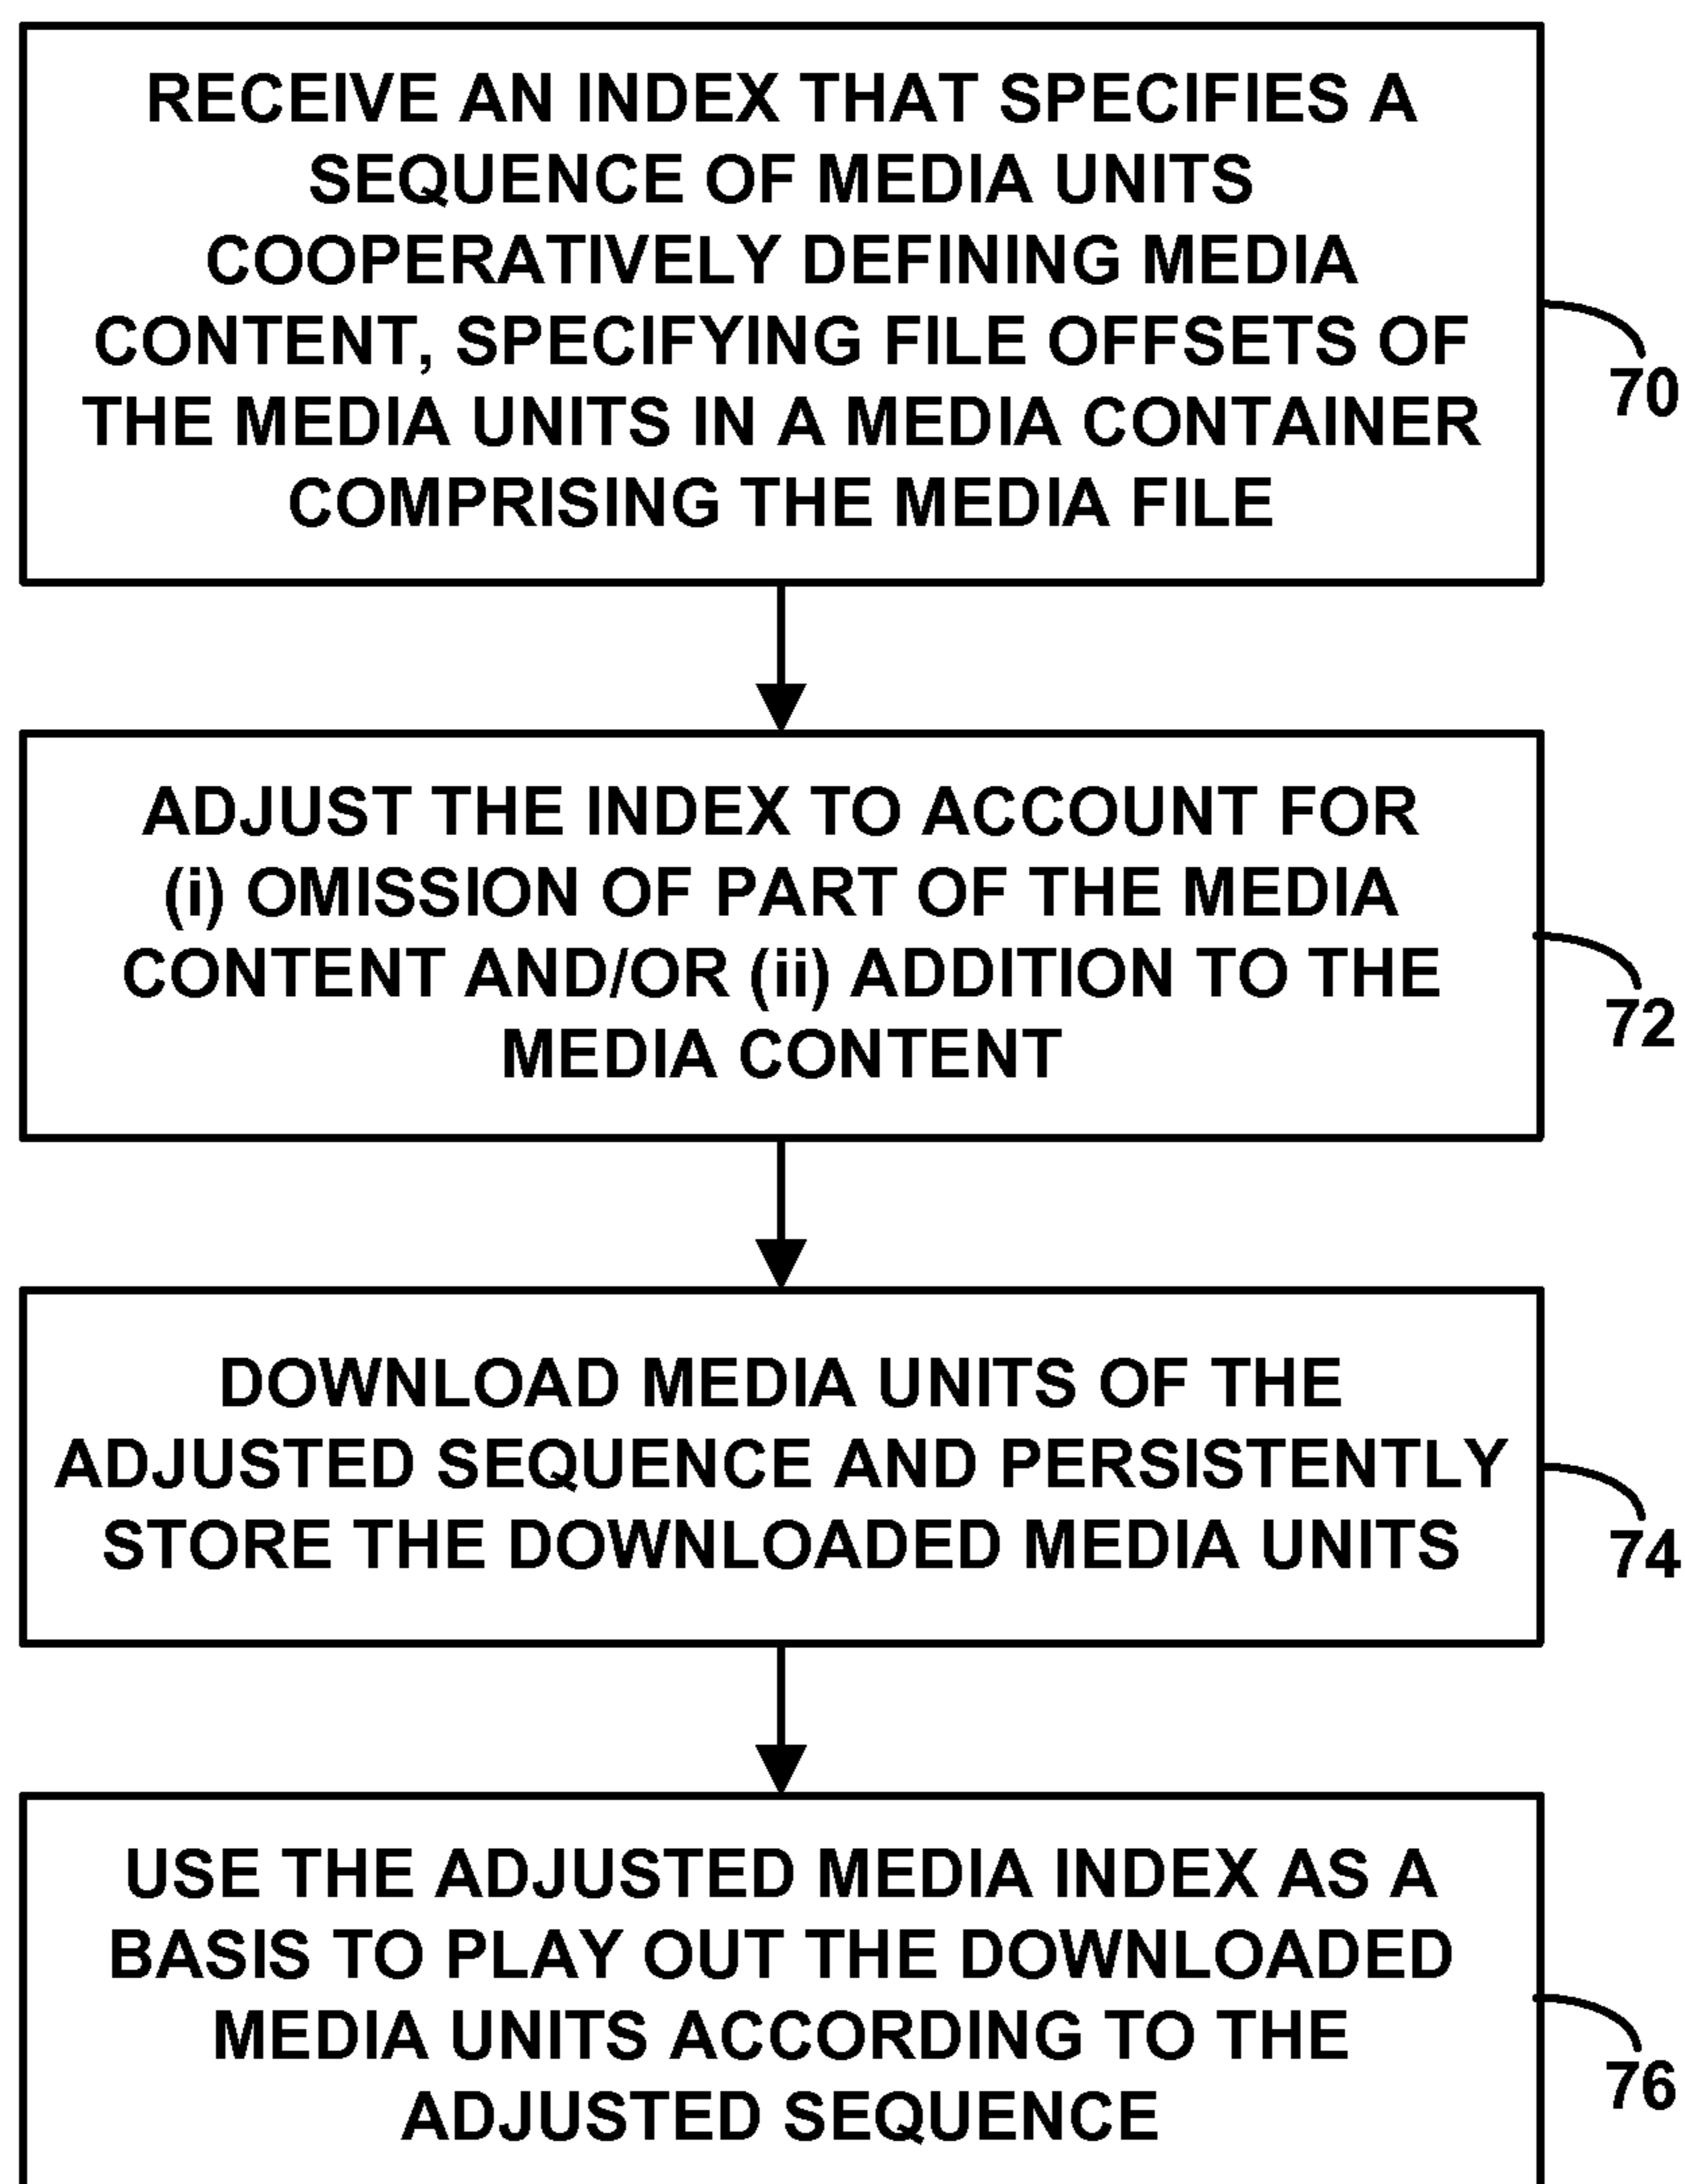 RECEIVE AN INDEX THAT SPECIFIES A
SEQUENCE OF MEDIA UNITS
COOPERATIVELY DEFINING MEDIA
CONTENT, SPECIFYING FILE OFFSETS OF
THE MEDIA UNITS IN A MEDIA CONTAINER
COMPRISING THE MEDIA FILE
70
ADJUST THE INDEX TO ACCOUNT FOR
(i) OMISSION OF PART OF THE MEDIA
CONTENT AND/OR (ii) ADDITION TO THE
MEDIA CONTENT
72
DOWNLOAD MEDIA UNITS OF THE
ADJUSTED SEQUENCE AND PERSISTENTLY
STORE THE DOWNLOADED MEDIA UNITS
74
USE THE ADJUSTED MEDIA INDEX AS A
BASIS TO PLAY OUT THE DOWNLOADED
MEDIA UNITS ACCORDING TO THE
ADJUSTED SEQUENCE
76